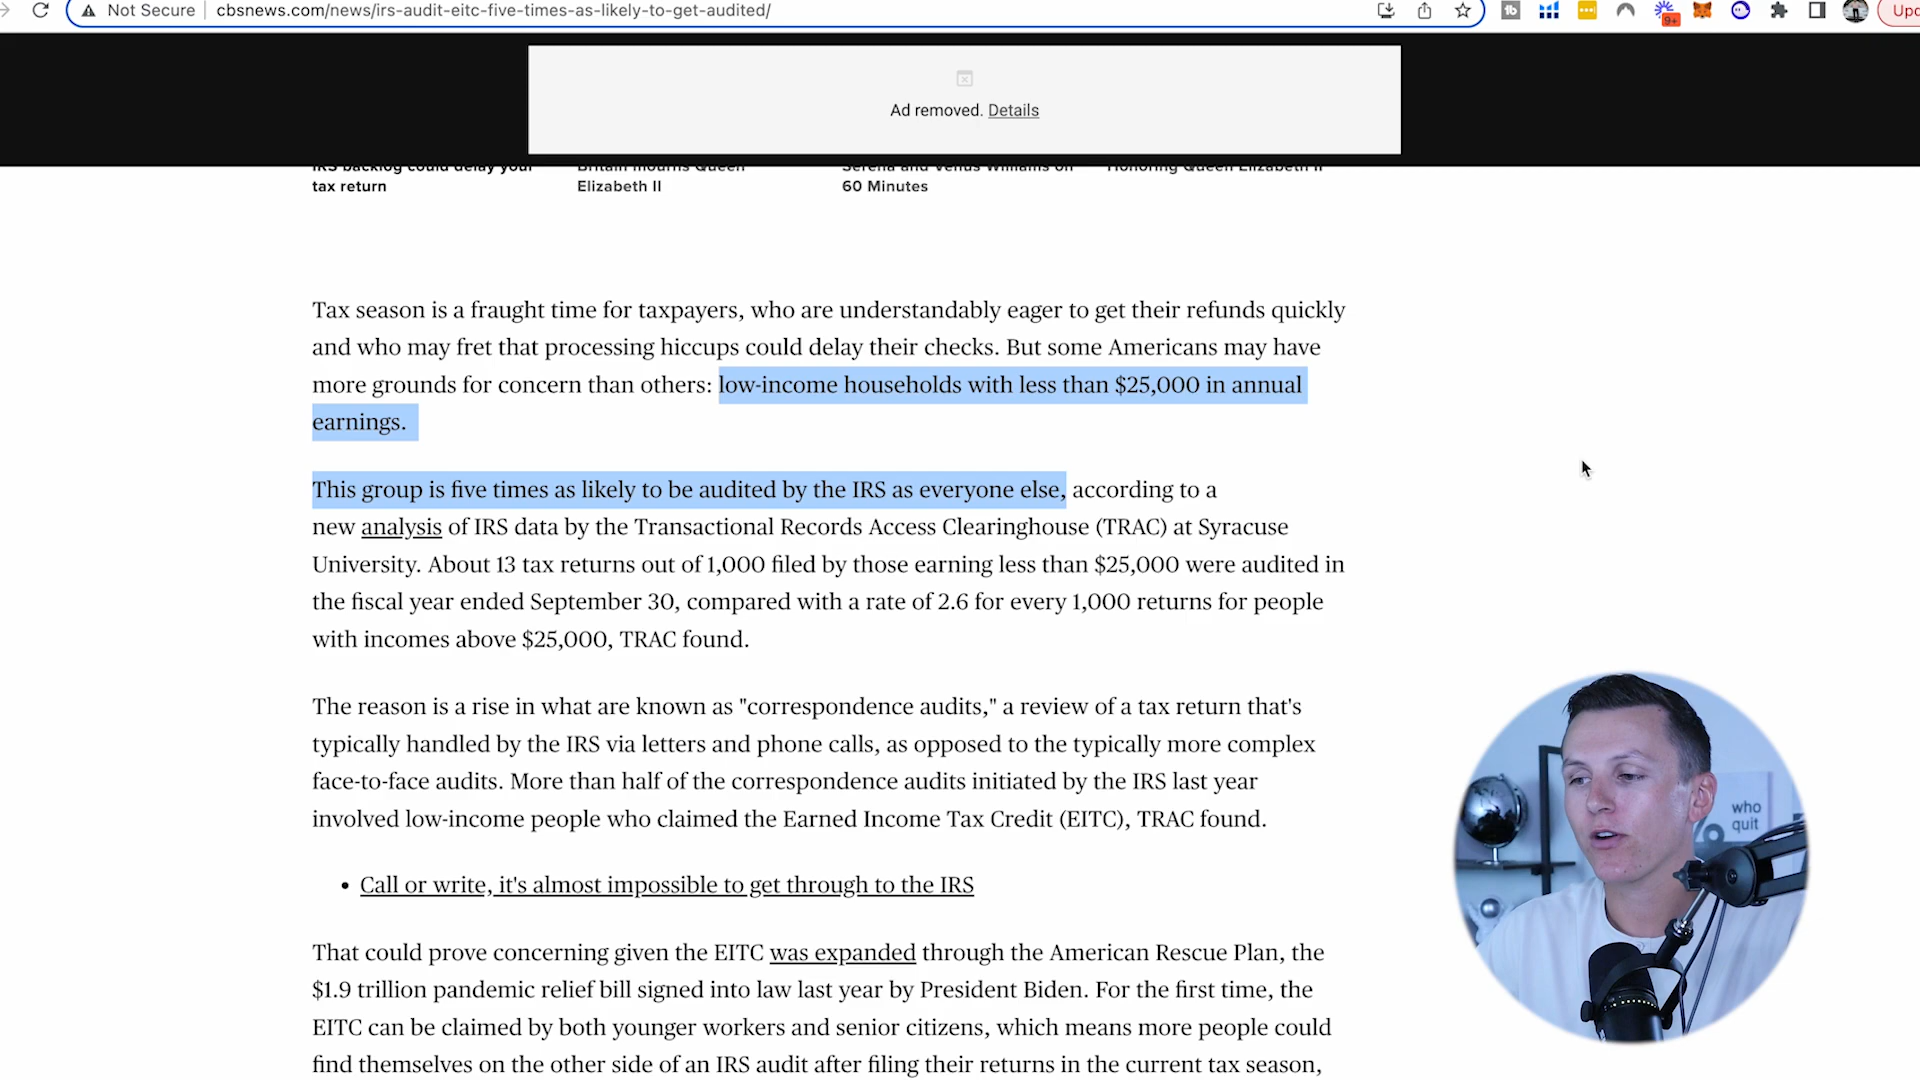 Not Secure
cbsnews.com/news/irs-audit-eitc-five-times-as-likely-to-get-audited/
9+
Upd
Ad removed. Details
IRS backlog could delay your
tax return
Britain mourns Queen
Elizabeth II
Serena and Venus Williams on
60 Minutes
Honoring Queen Elizabeth II
Tax season is a fraught time for taxpayers, who are understandably eager to get their refunds quickly
and who may fret that processing hiccups could delay their checks. But some Americans may have
more grounds for concern than others: low-income households with less than $25,000 in annual
earnings.
This group is five times as likely to be audited by the IRS as everyone else, according to a
new analysis of IRS data by the Transactional Records Access Clearinghouse (TRAC) at Syracuse
University. About 13 tax returns out of 1,000 filed by those earning less than $25,000 were audited in
the fiscal year ended September 30, compared with a rate of 2.6 for every 1,000 returns for people
with incomes above $25,000, TRAC found.
The reason is a rise in what are known as "correspondence audits," a review of a tax return that's
typically handled by the IRS via letters and phone calls, as opposed to the typically more complex
face-to-face audits. More than half of the correspondence audits initiated by the IRS last year
involved low-income people who claimed the Earned Income Tax Credit (EITC), TRAC found.
• Call or write, it's almost impossible to get through to the IRS
That could prove concerning given the EITC was expanded through the American Rescue Plan, the
$1.9 trillion pandemic relief bill signed into law last year by President Biden. For the first time, the
EITC can be claimed by both younger workers and senior citizens, which means more people could
find themselves on the other side of an IRS audit after filing their returns in the current tax season,
who
quit